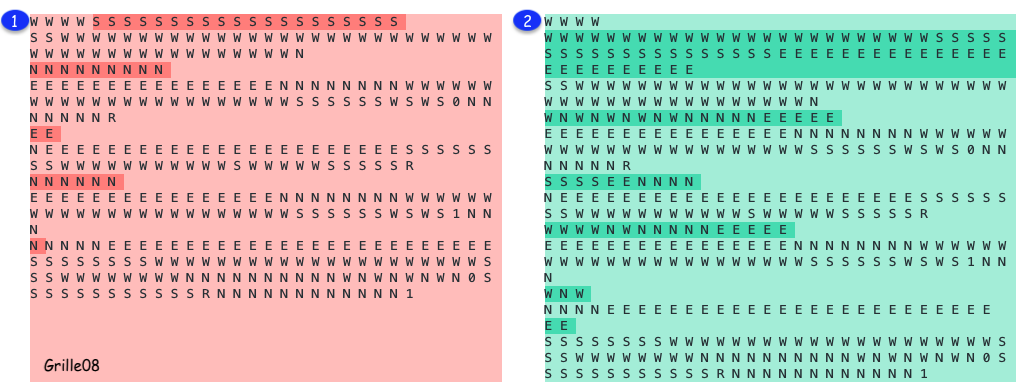 1
W W W W S S S S S S S S S S S S S S S S S S S S
S S W W W W W W W W W W W W W W W W W W W W W W W W W W W W
W W W W W W W W W W W W W W W W W N
N N N N N N N N N
E E E E E E E E E E E E E E E E N N N N N N N N W W W W W W
W W W W W W W W W W W W W W W W W S S S S S S W S W S 0 N N
N N N N N R
E E
N E E E E E E E E E E E E E E E E E E E E E E E S S S S S S
S S W W W W W W W W W W W S W W W W W S S S S S R
N N N N N N
E E E E E E E E E E E E E E E E N N N N N N N N W W W W W W
W W W W W W W W W W W W W W W W W S S S S S S W S W S 1 N N
N
N N N N N E E E E E E E E E E E E E E E E E E E E E E E E E
S S S S S S S S W W W W W W W W W W W W W W W W W W W W W S
S S W W W W W W W W N N N N N N N N N N N N W N W N W N 0 S
S S S S S S S S S S S R N N N N N N N N N N N N 1
Grille08
2
W W W W
W W W W W W W W W W W W W W W W W W W W W W W W W S S S S S
S S S S S S S S S S S S S S S E E E E E E E E E E E E E E E
E E E E E E E E E E
S S W W W W W W W W W W W W W W W W W W W W W W W W W W W W
W W W W W W W W W W W W W W W W W N
W N W N W N W N W N N N N N E E E E E
E E E E E E E E E E E E E E E E N N N N N N N N W W W W W W
W W W W W W W W W W W W W W W W W S S S S S S W S W S 0 N N
N N N N N R
S S S S E E N N N N
N E E E E E E E E E E E E E E E E E E E E E E E S S S S S S
S S W W W W W W W W W W W S W W W W W S S S S S R
W W W W N W N N N N N E E E E E
E E E E E E E E E E E E E E E E N N N N N N N N W W W W W W
W W W W W W W W W W W W W W W W W S S S S S S W S W S 1 N N
N
W N W
N N N N E E E E E E E E E E E E E E E E E E E E E E E E E
E E
S S S S S S S S W W W W W W W W W W W W W W W W W W W W W S
S S W W W W W W W W N N N N N N N N N N N N W N W N W N 0 S
S S S S S S S S S S S R N N N N N N N N N N N N 1